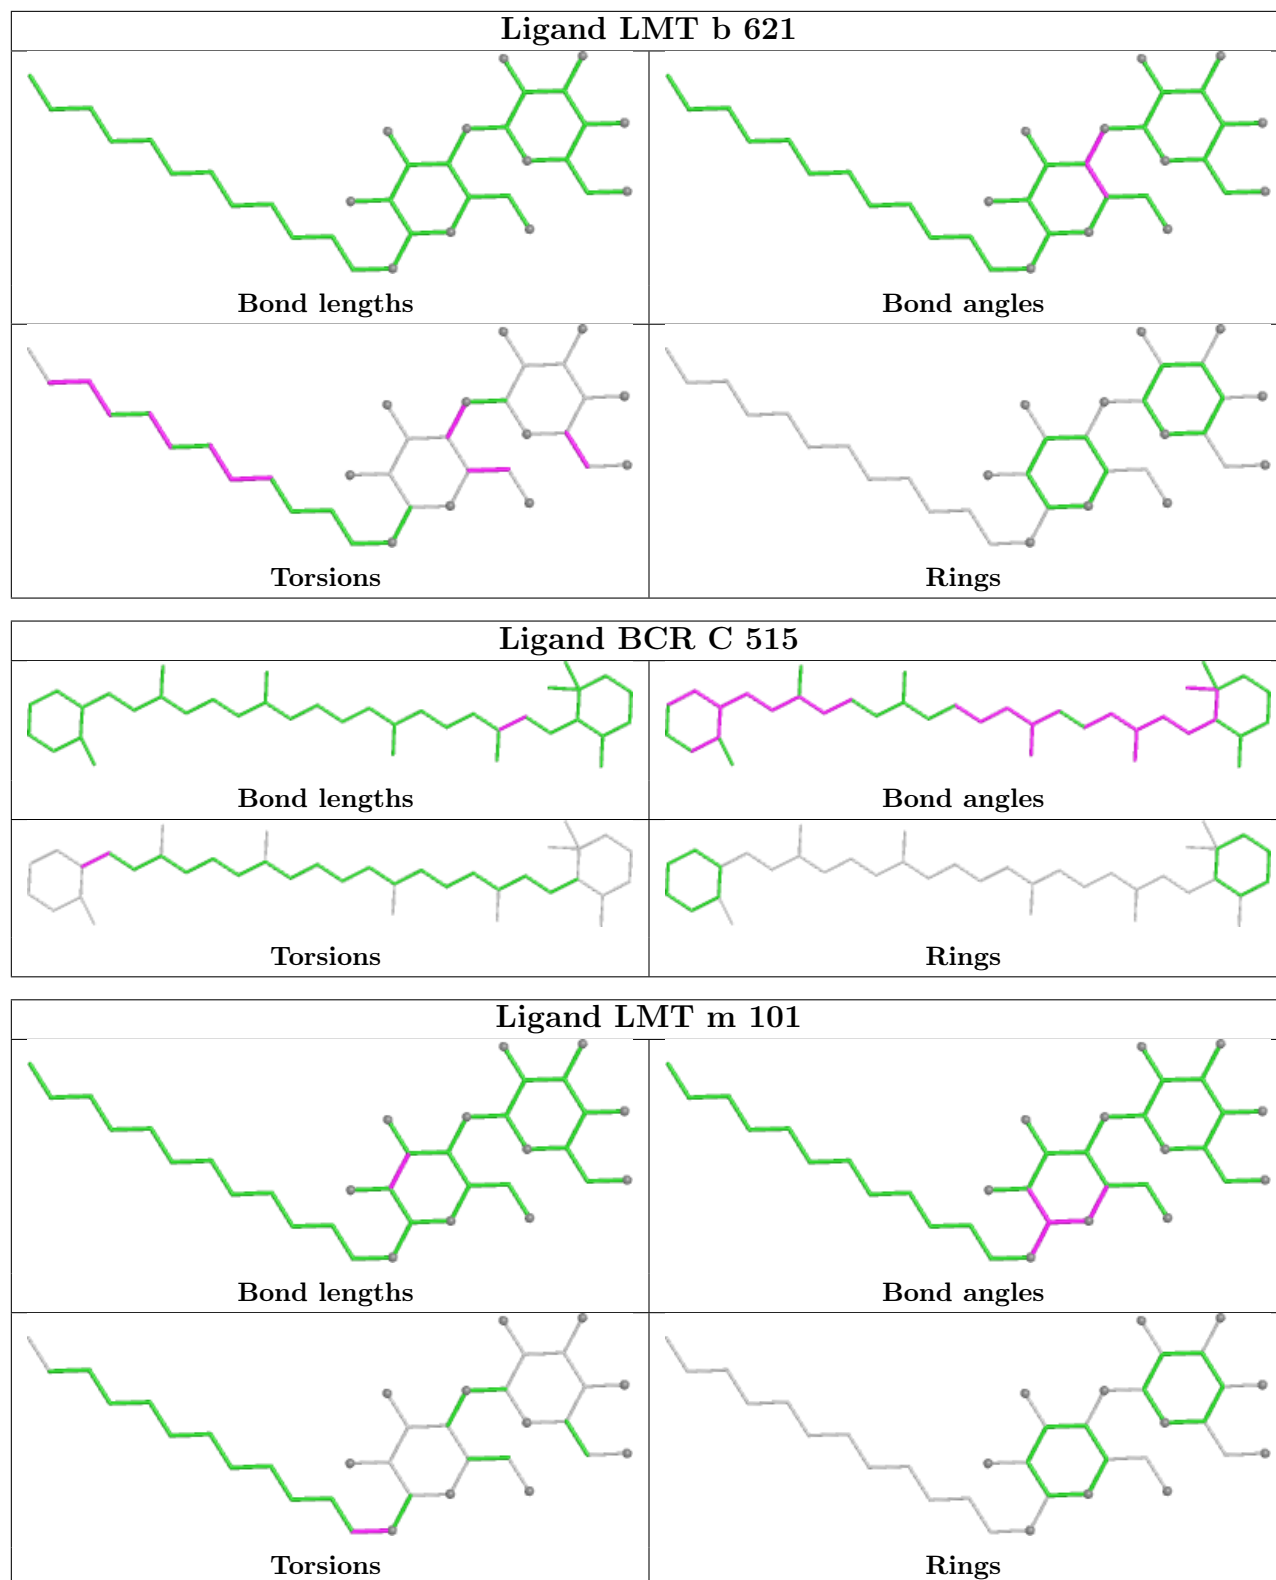 Ligand LMT b 621
Bond lengths
Bond angles
Torsions
Rings
Ligand BCR C 515
Bond lengths
Bond angles
Torsions
Rings
Ligand LMT m 101
Bond lengths
Bond angles
Torsions
Rings